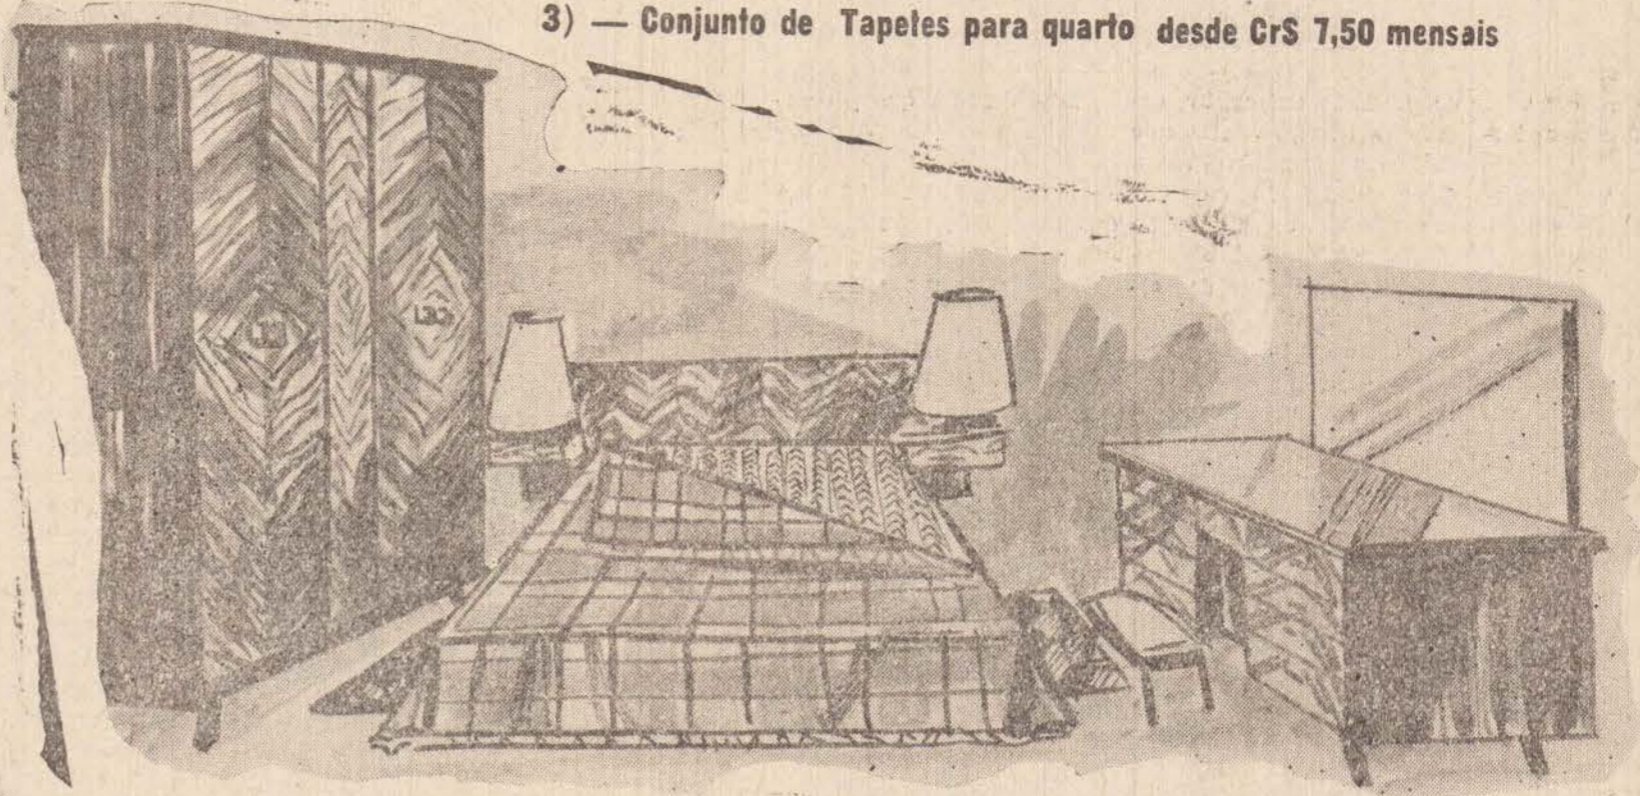 3) — Conjunto de Tapetes para quarto desde Cr$ 7,50 mensais